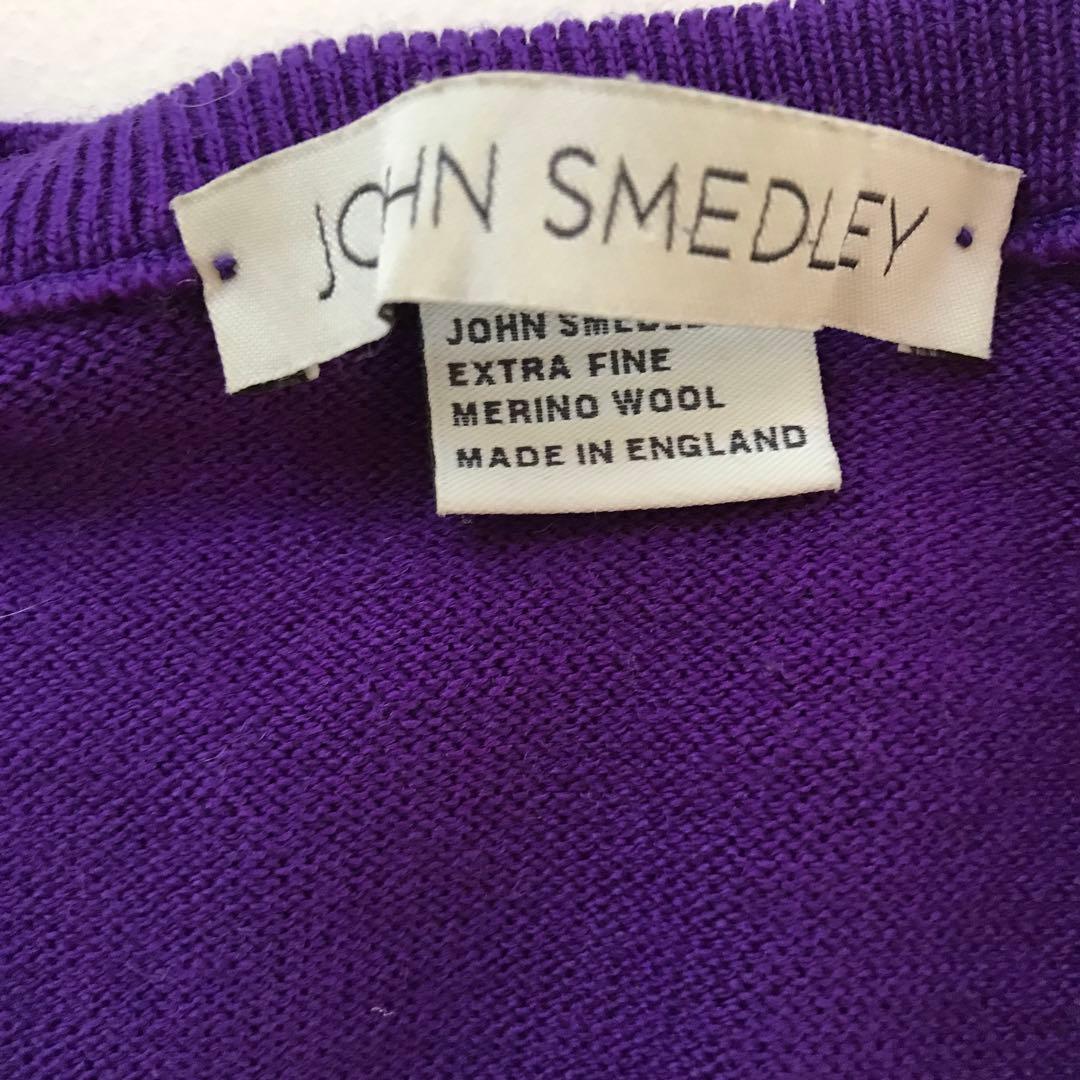 JOHN SMEDLEY
JOHN
EXTRA FINE
MERINO WOOL
MADE IN ENGLAND